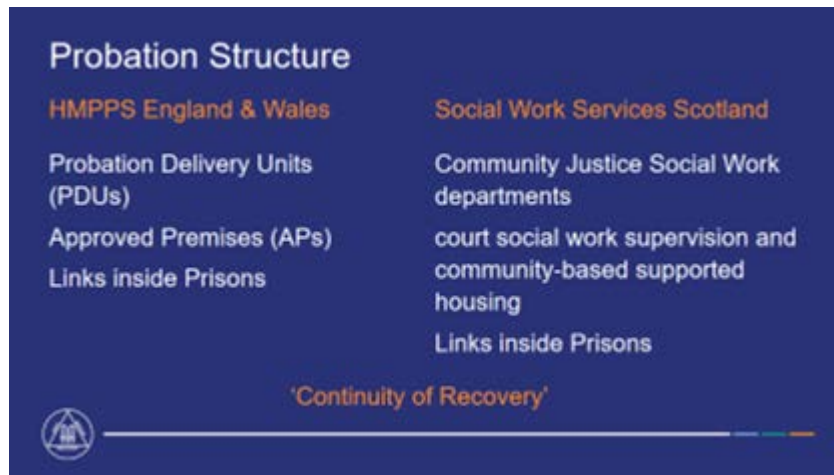 Probation Structure
HMPPS England & Wales
Probation Delivery Units
(PDUs)
Approved Premises (APs)
Links inside Prisons
Social Work Services Scotland
Community Justice Social Work
departments
court social work supervision and
community-based supported
housing
Links inside Prisons
'Continuity of Recovery'